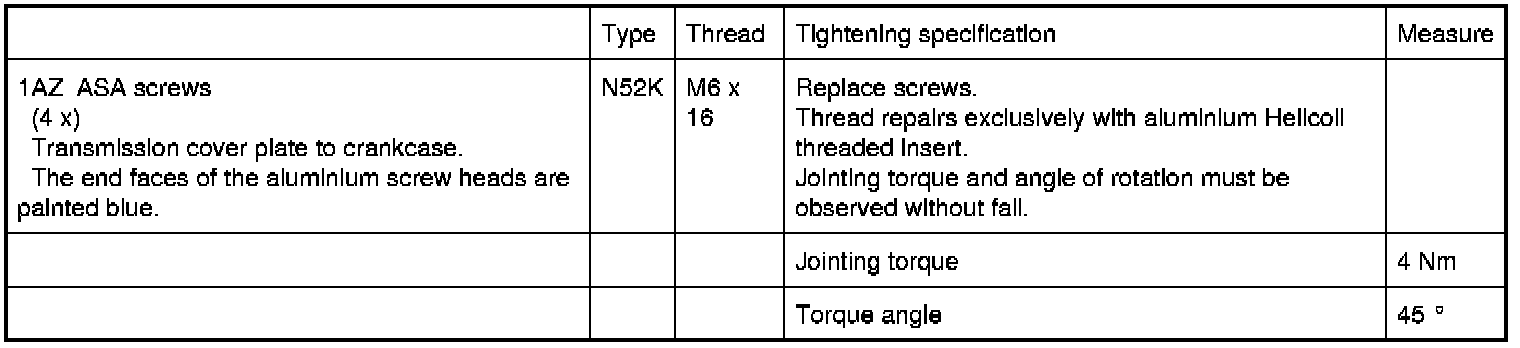 Type Thread Tightening specification Measure
1AZ ASA screws N52K M6 x Replace screws.
(4 x) 16 Thread repairs exclusively with aluminium Helicoil
Transmission cover plate to crankcase. threaded insert.
The end faces of the aluminium screw heads are Jointing torque and angle of rotation must be
painted blue. observed without fail.
Jointing torque 4 Nm
Torque angle 45 °